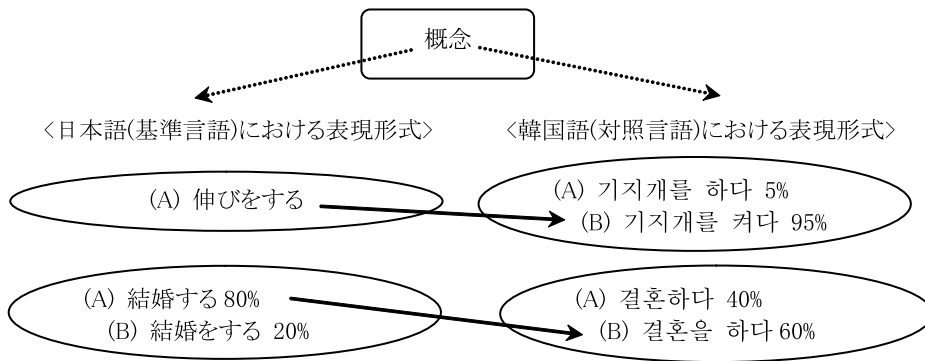 概念
<日本語(基準言語)における表現形式>
<韓国語(対照言語)における表現形式>
(A) 伸びをする
(A) 기지개를 하다 5%
(B) 기지개를 켜다 95%
(A) 結婚する 80%
(B) 結婚をする 20%
(A) 결혼하다 40%
(B) 결혼을 하다 60%